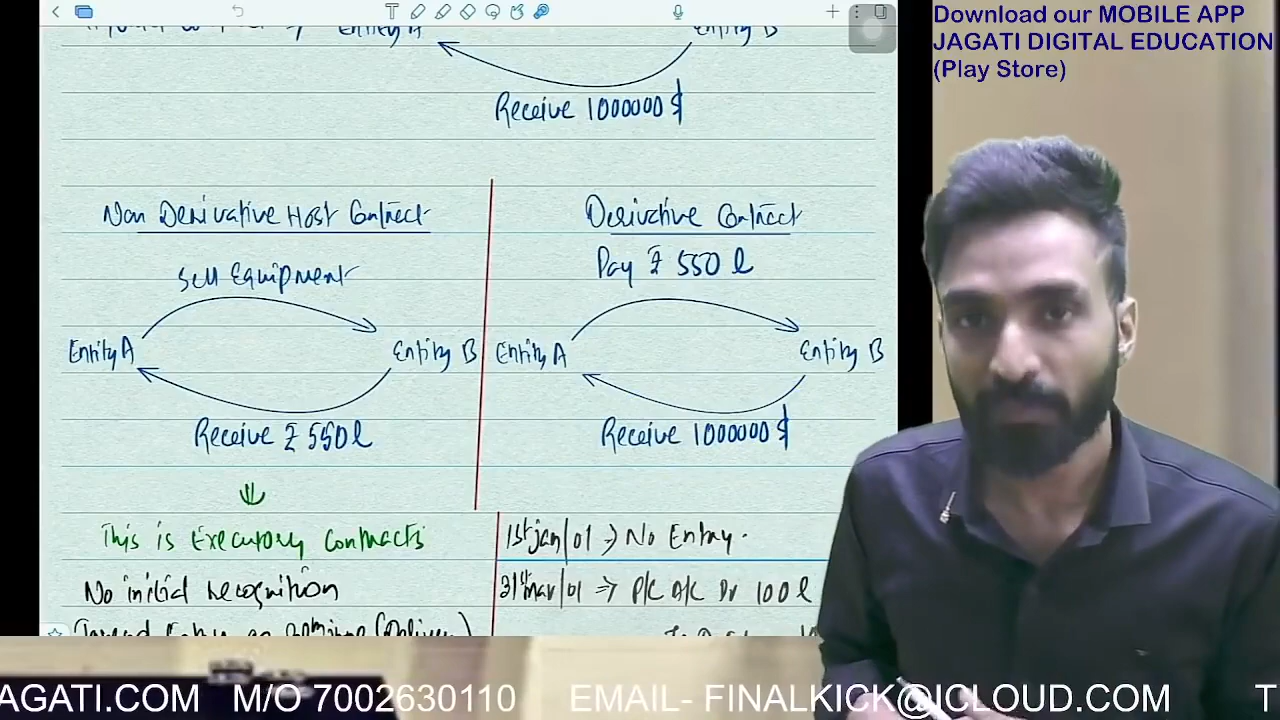 Download our MOBILE APP
JAGATI DIGITAL EDUCATION
(Play Store)
Entity A
Entity B
Receive 1000000 $
Non Derivative Host Contract
Derivative Contract
Sell Equipment
Pay ₹ 550 l
Entity A
Entity B
Entity A
Entity B
Receive ₹ 550 l
Receive 1000000 $
This is Executory Contracts
1st jan/01 ⇒ No Entry.
No initial recognition
31st mar/01 ⇒ P/L A/C Dr 100 l
AGATI.COM M/O 7002630110 EMAIL- FINALKICK@ICLOUD.COM T